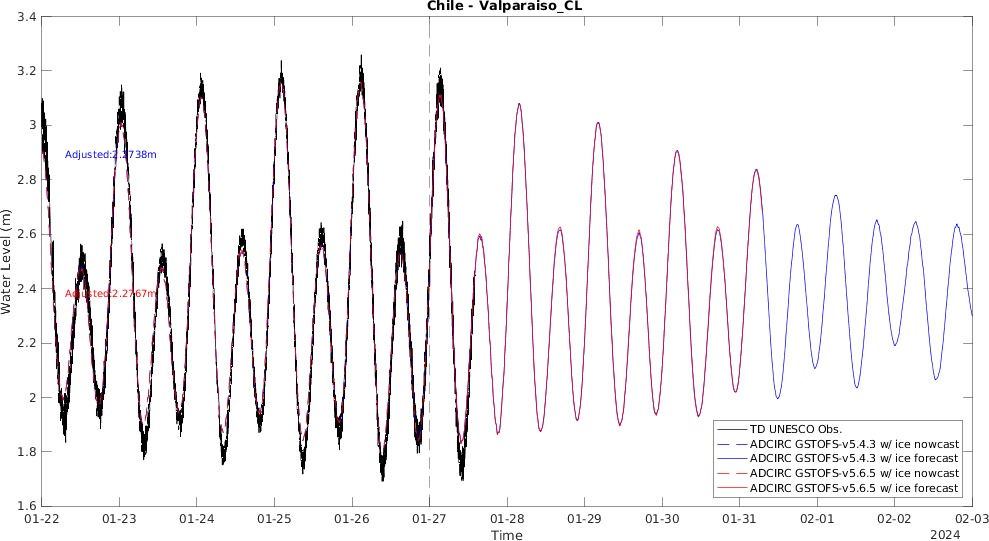 Chile - Valparaiso_CL
3.4
3.2
3
2.8
2.6
2.4
2.2
2
1.8
1.6
Water Level (m)
Adjusted:2.2738m
Adjusted:2.2767m
TD UNESCO Obs.
ADCIRC GSTOFS-v5.4.3 w/ ice nowcast
ADCIRC GSTOFS-v5.4.3 w/ ice forecast
ADCIRC GSTOFS-v5.6.5 w/ ice nowcast
ADCIRC GSTOFS-v5.6.5 w/ ice forecast
01-22 01-23 01-24 01-25 01-26 01-27 01-28 01-29 01-30 01-31 02-01 02-02 02-03
Time
2024